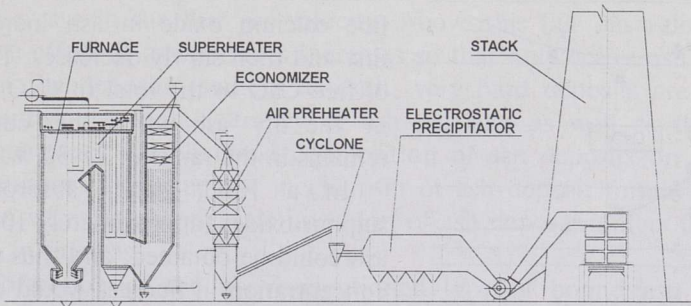 FURNACE
SUPERHEATER
STACK
ECONOMIZER
AIR PREHEATER
ELECTROSTATIC
PRECIPITATOR
CYCLONE